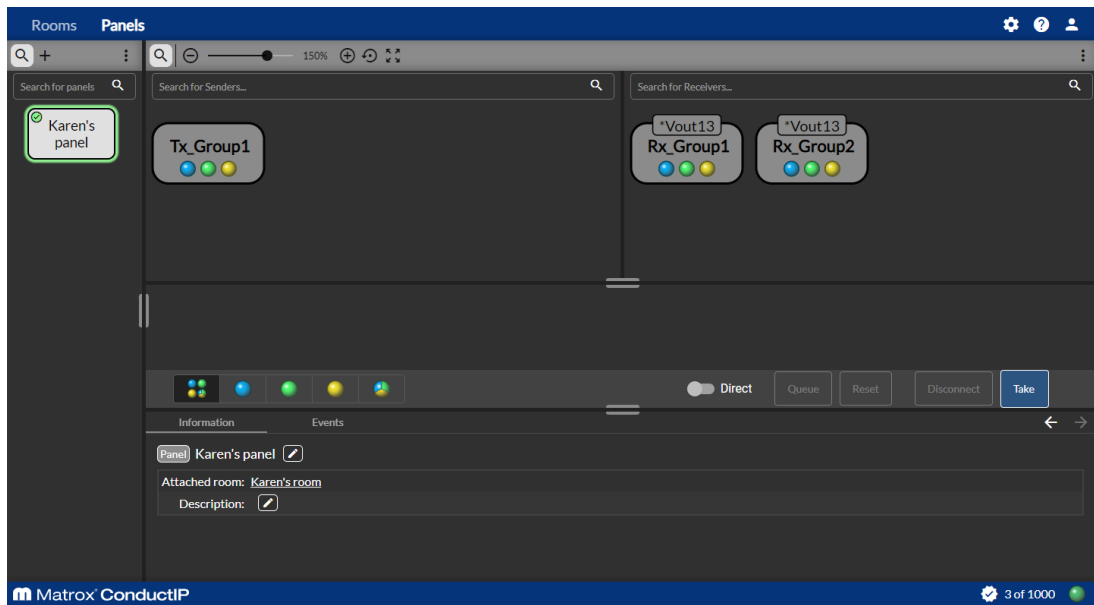 Rooms Panels
150%
Search for panels
Search for Senders...
Search for Receivers...
Karen's
panel
Tx_Group1
*Vout13
Rx_Group1
*Vout13
Rx_Group2
Direct
Queue
Reset
Disconnect
Take
Information
Events
Panel Karen's panel
Attached room: Karen's room
Description:
Matrox® ConductIP
3 of 1000